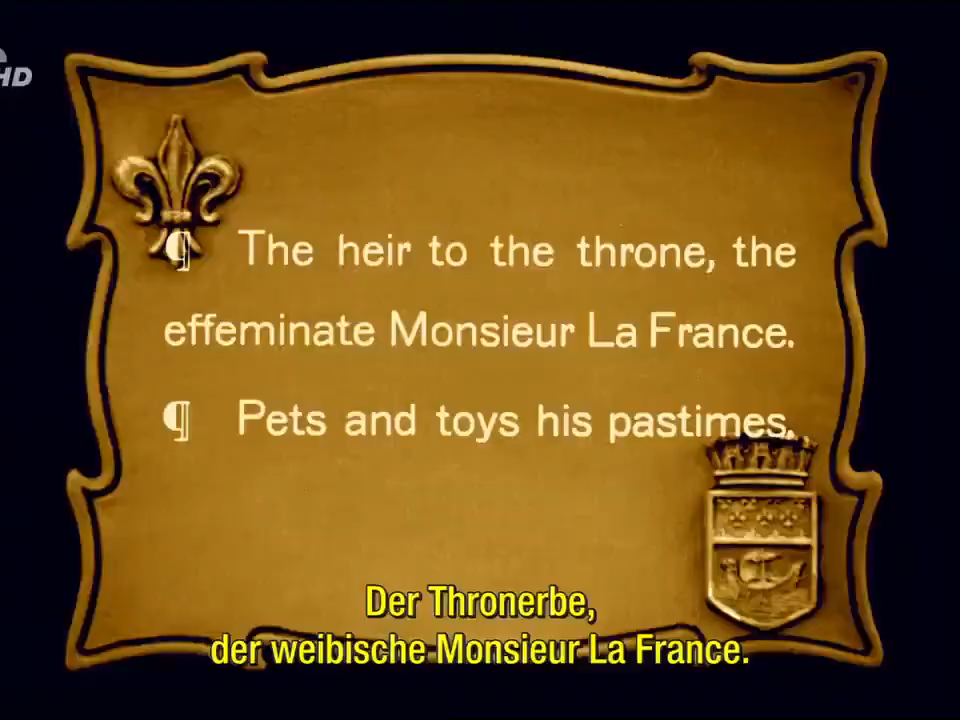 HD
¶ The heir to the throne, the
effeminate Monsieur La France.
¶ Pets and toys his pastimes.
Der Thronerbe,
der weibische Monsieur La France.